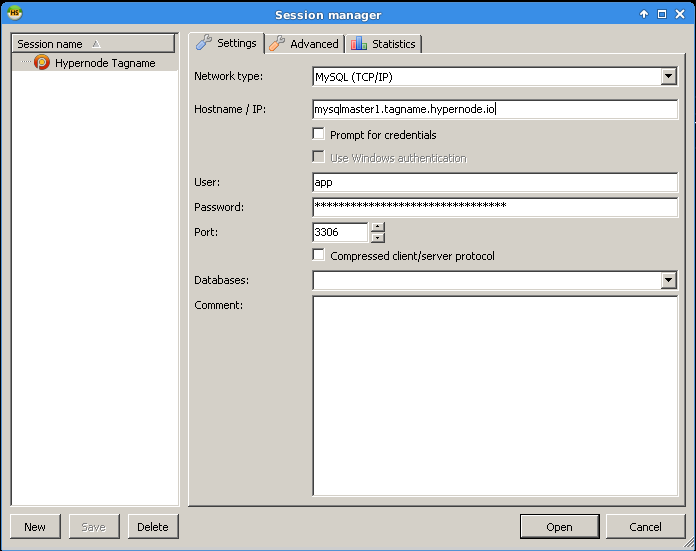 HS
Session manager
Session name
Hypernode Tagname
Settings
Advanced
Statistics
Network type:
MySQL (TCP/IP)
Hostname / IP:
mysqlmaster1.tagname.hypernode.io
Prompt for credentials
Use Windows authentication
User:
app
Password:
********************************
Port:
3306
Compressed client/server protocol
Databases:
Comment:
New
Save
Delete
Open
Cancel